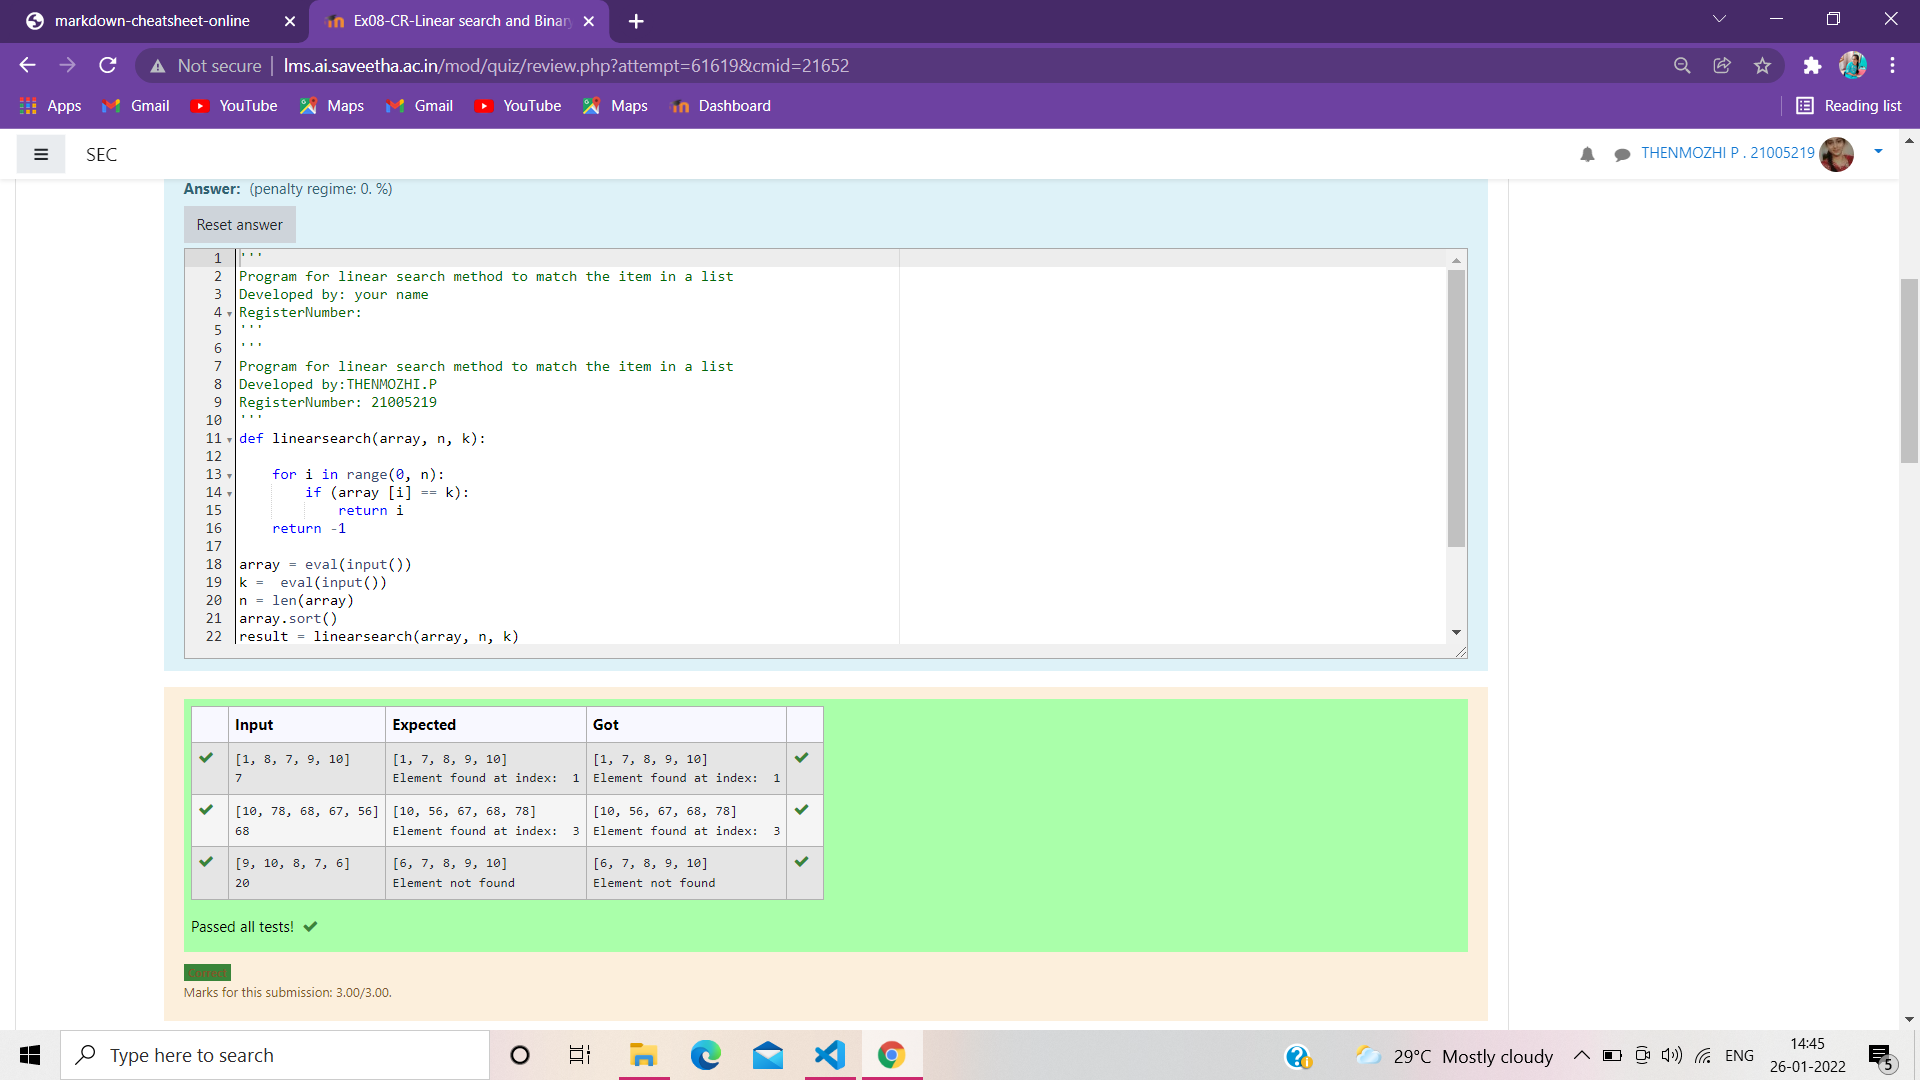 markdown-cheatsheet-online
Ex08-CR-Linear search and Binar
Not secure | lms.ai.saveetha.ac.in/mod/quiz/review.php?attempt=61619&cmid=21652
Apps Gmail YouTube Maps Gmail YouTube Maps Dashboard Reading list
SEC
THENMOZHI P . 21005219
Answer: (penalty regime: 0. %)
Reset answer
1 '''
2 Program for linear search method to match the item in a list
3 Developed by: your name
4 RegisterNumber:
5 '''
6 '''
7 Program for linear search method to match the item in a list
8 Developed by:THENMOZHI.P
9 RegisterNumber: 21005219
10 '''
11 def linearsearch(array, n, k):
12
13     for i in range(0, n):
14         if (array [i] == k):
15             return i
16     return -1
17
18 array = eval(input())
19 k =  eval(input())
20 n = len(array)
21 array.sort()
22 result = linearsearch(array, n, k)
Input Expected Got
[1, 8, 7, 9, 10] [1, 7, 8, 9, 10] [1, 7, 8, 9, 10]
7 Element found at index:  1 Element found at index:  1
[10, 78, 68, 67, 56] [10, 56, 67, 68, 78] [10, 56, 67, 68, 78]
68 Element found at index:  3 Element found at index:  3
[9, 10, 8, 7, 6] [6, 7, 8, 9, 10] [6, 7, 8, 9, 10]
20 Element not found Element not found
Passed all tests!
Correct
Marks for this submission: 3.00/3.00.
Type here to search
29°C Mostly cloudy
ENG
14:45
26-01-2022
5